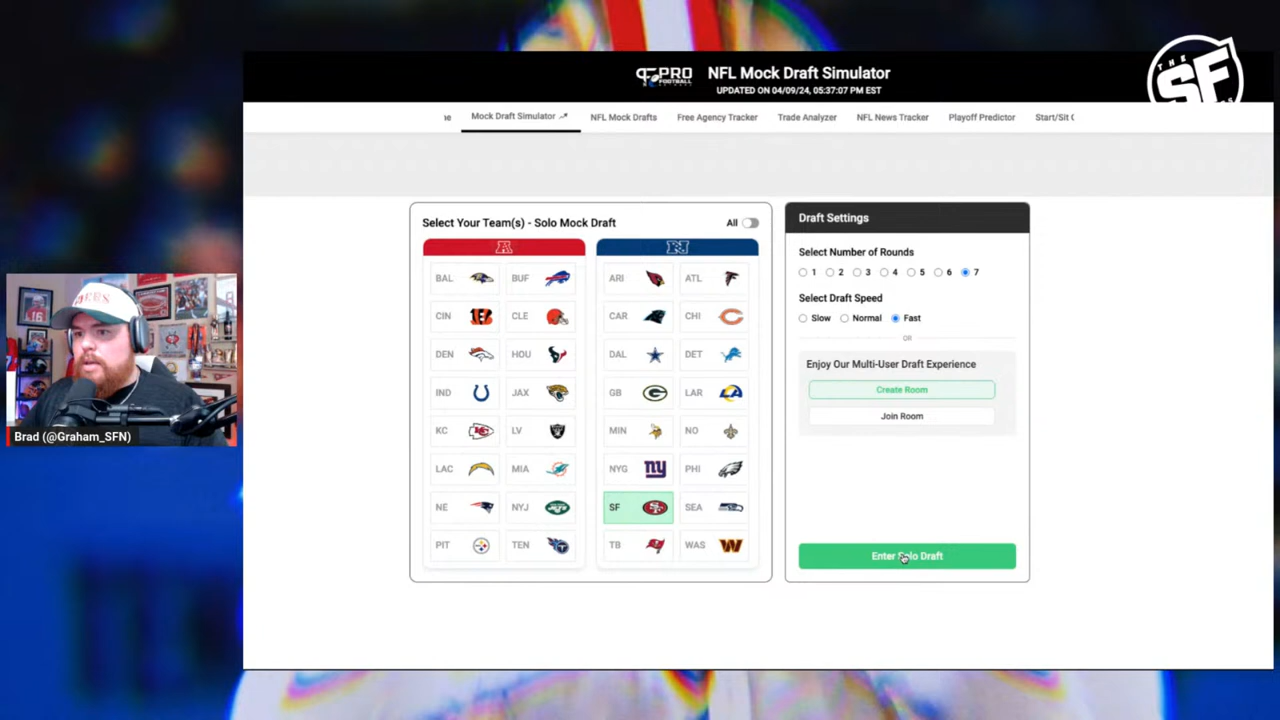 THE
SF
PRO
FOOTBALL
NFL Mock Draft Simulator
UPDATED ON 04/09/24, 05:37:07 PM EST
Mock Draft Simulator
NFL Mock Drafts
Free Agency Tracker
Trade Analyzer
NFL News Tracker
Playoff Predictor
Start/Sit
Select Your Team(s) - Solo Mock Draft
All
BAL
BUF
ARI
ATL
CIN
CLE
CAR
CHI
DEN
HOU
DAL
DET
IND
JAX
GB
LAR
KC
LV
MIN
NO
LAC
MIA
NYG
PHI
NE
NYJ
SF
SEA
PIT
TEN
TB
WAS
Draft Settings
Select Number of Rounds
1 2 3 4 5 6 7
Select Draft Speed
Slow Normal Fast
OR
Enjoy Our Multi-User Draft Experience
Create Room
Join Room
Enter Solo Draft
Brad (@Graham_SFN)